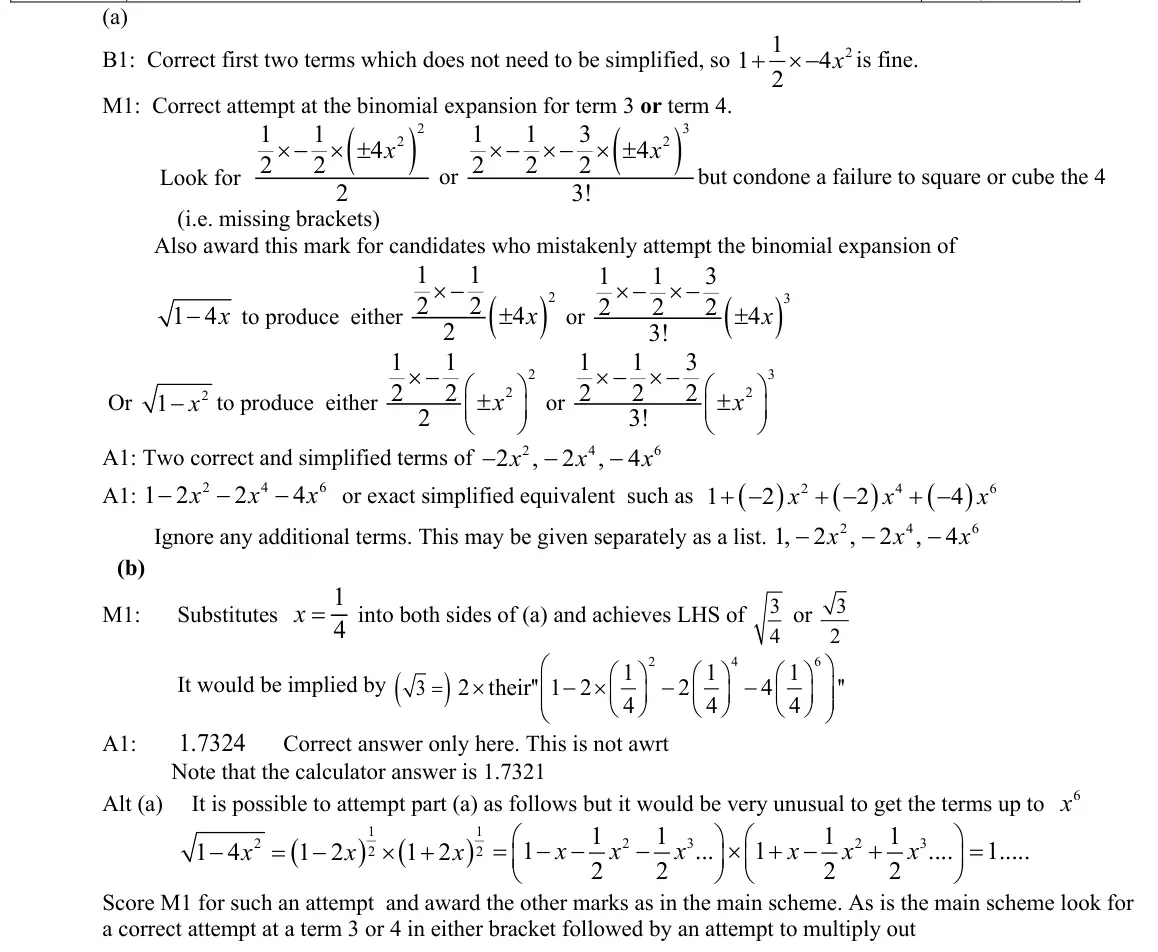 (a)
B1: Correct first two terms which does not need to be simplified, so 1+1/2×−4x² is fine.
M1: Correct attempt at the binomial expansion for term 3 or term 4.
Look for (1/2×−1/2×(±4x²)²)/2 or (1/2×−1/2×−3/2×(±4x²)³)/3! but condone a failure to square or cube the 4
(i.e. missing brackets)
Also award this mark for candidates who mistakenly attempt the binomial expansion of
√(1−4x) to produce either (1/2×−1/2)/2 (±4x)² or (1/2×−1/2×−3/2)/3! (±4x)³
Or √(1−x²) to produce either (1/2×−1/2)/2 (±x²)² or (1/2×−1/2×−3/2)/3! (±x²)³
A1: Two correct and simplified terms of −2x², −2x⁴, −4x⁶
A1: 1−2x²−2x⁴−4x⁶ or exact simplified equivalent such as 1+(−2)x²+(−2)x⁴+(−4)x⁶
Ignore any additional terms. This may be given separately as a list. 1, −2x², −2x⁴, −4x⁶
(b)
M1: Substitutes x=1/4 into both sides of (a) and achieves LHS of √(3/4) or √3/2
It would be implied by (√3=) 2×their"(1−2×(1/4)²−2(1/4)⁴−4(1/4)⁶)"
A1: 1.7324 Correct answer only here. This is not awrt
Note that the calculator answer is 1.7321
Alt (a) It is possible to attempt part (a) as follows but it would be very unusual to get the terms up to x⁶
√(1−4x²) =(1−2x)^(1/2)×(1+2x)^(1/2) =(1−x−1/2x²−1/2x³...)×(1+x−1/2x²+1/2x³....)=1.....
Score M1 for such an attempt and award the other marks as in the main scheme. As is the main scheme look for
a correct attempt at a term 3 or 4 in either bracket followed by an attempt to multiply out